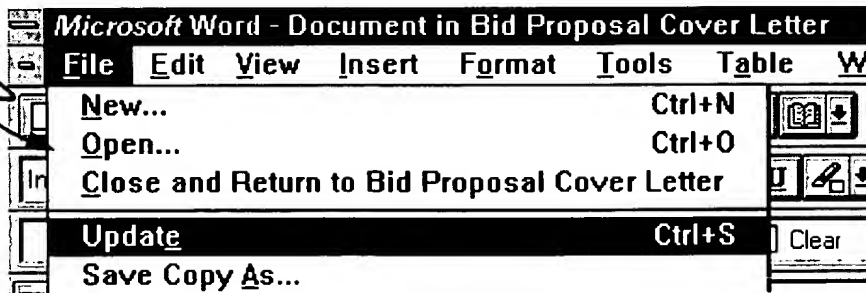 Microsoft Word - Document in Bid Proposal Cover Letter
File Edit View Insert Format Tools Table W
New... Ctrl+N
Open... Ctrl+O
Close and Return to Bid Proposal Cover Letter
In U
Update Ctrl+S Clear
Save Copy As...